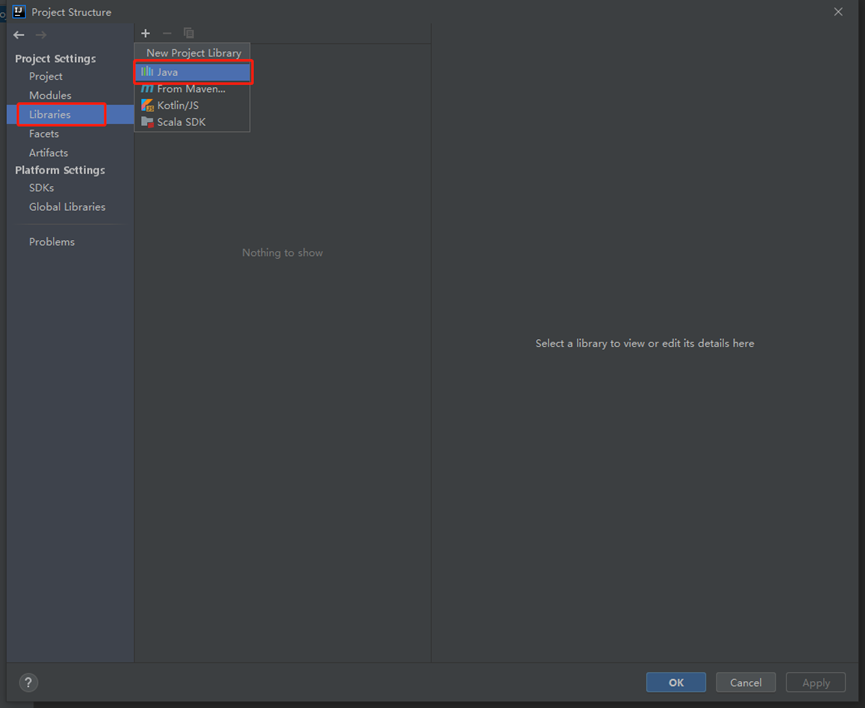 Project Structure
Project Settings
Project
Modules
Libraries
Facets
Artifacts
Platform Settings
SDKs
Global Libraries
Problems
New Project Library
Java
From Maven...
Kotlin/JS
Scala SDK
Nothing to show
Select a library to view or edit its details here
?
OK
Cancel
Apply